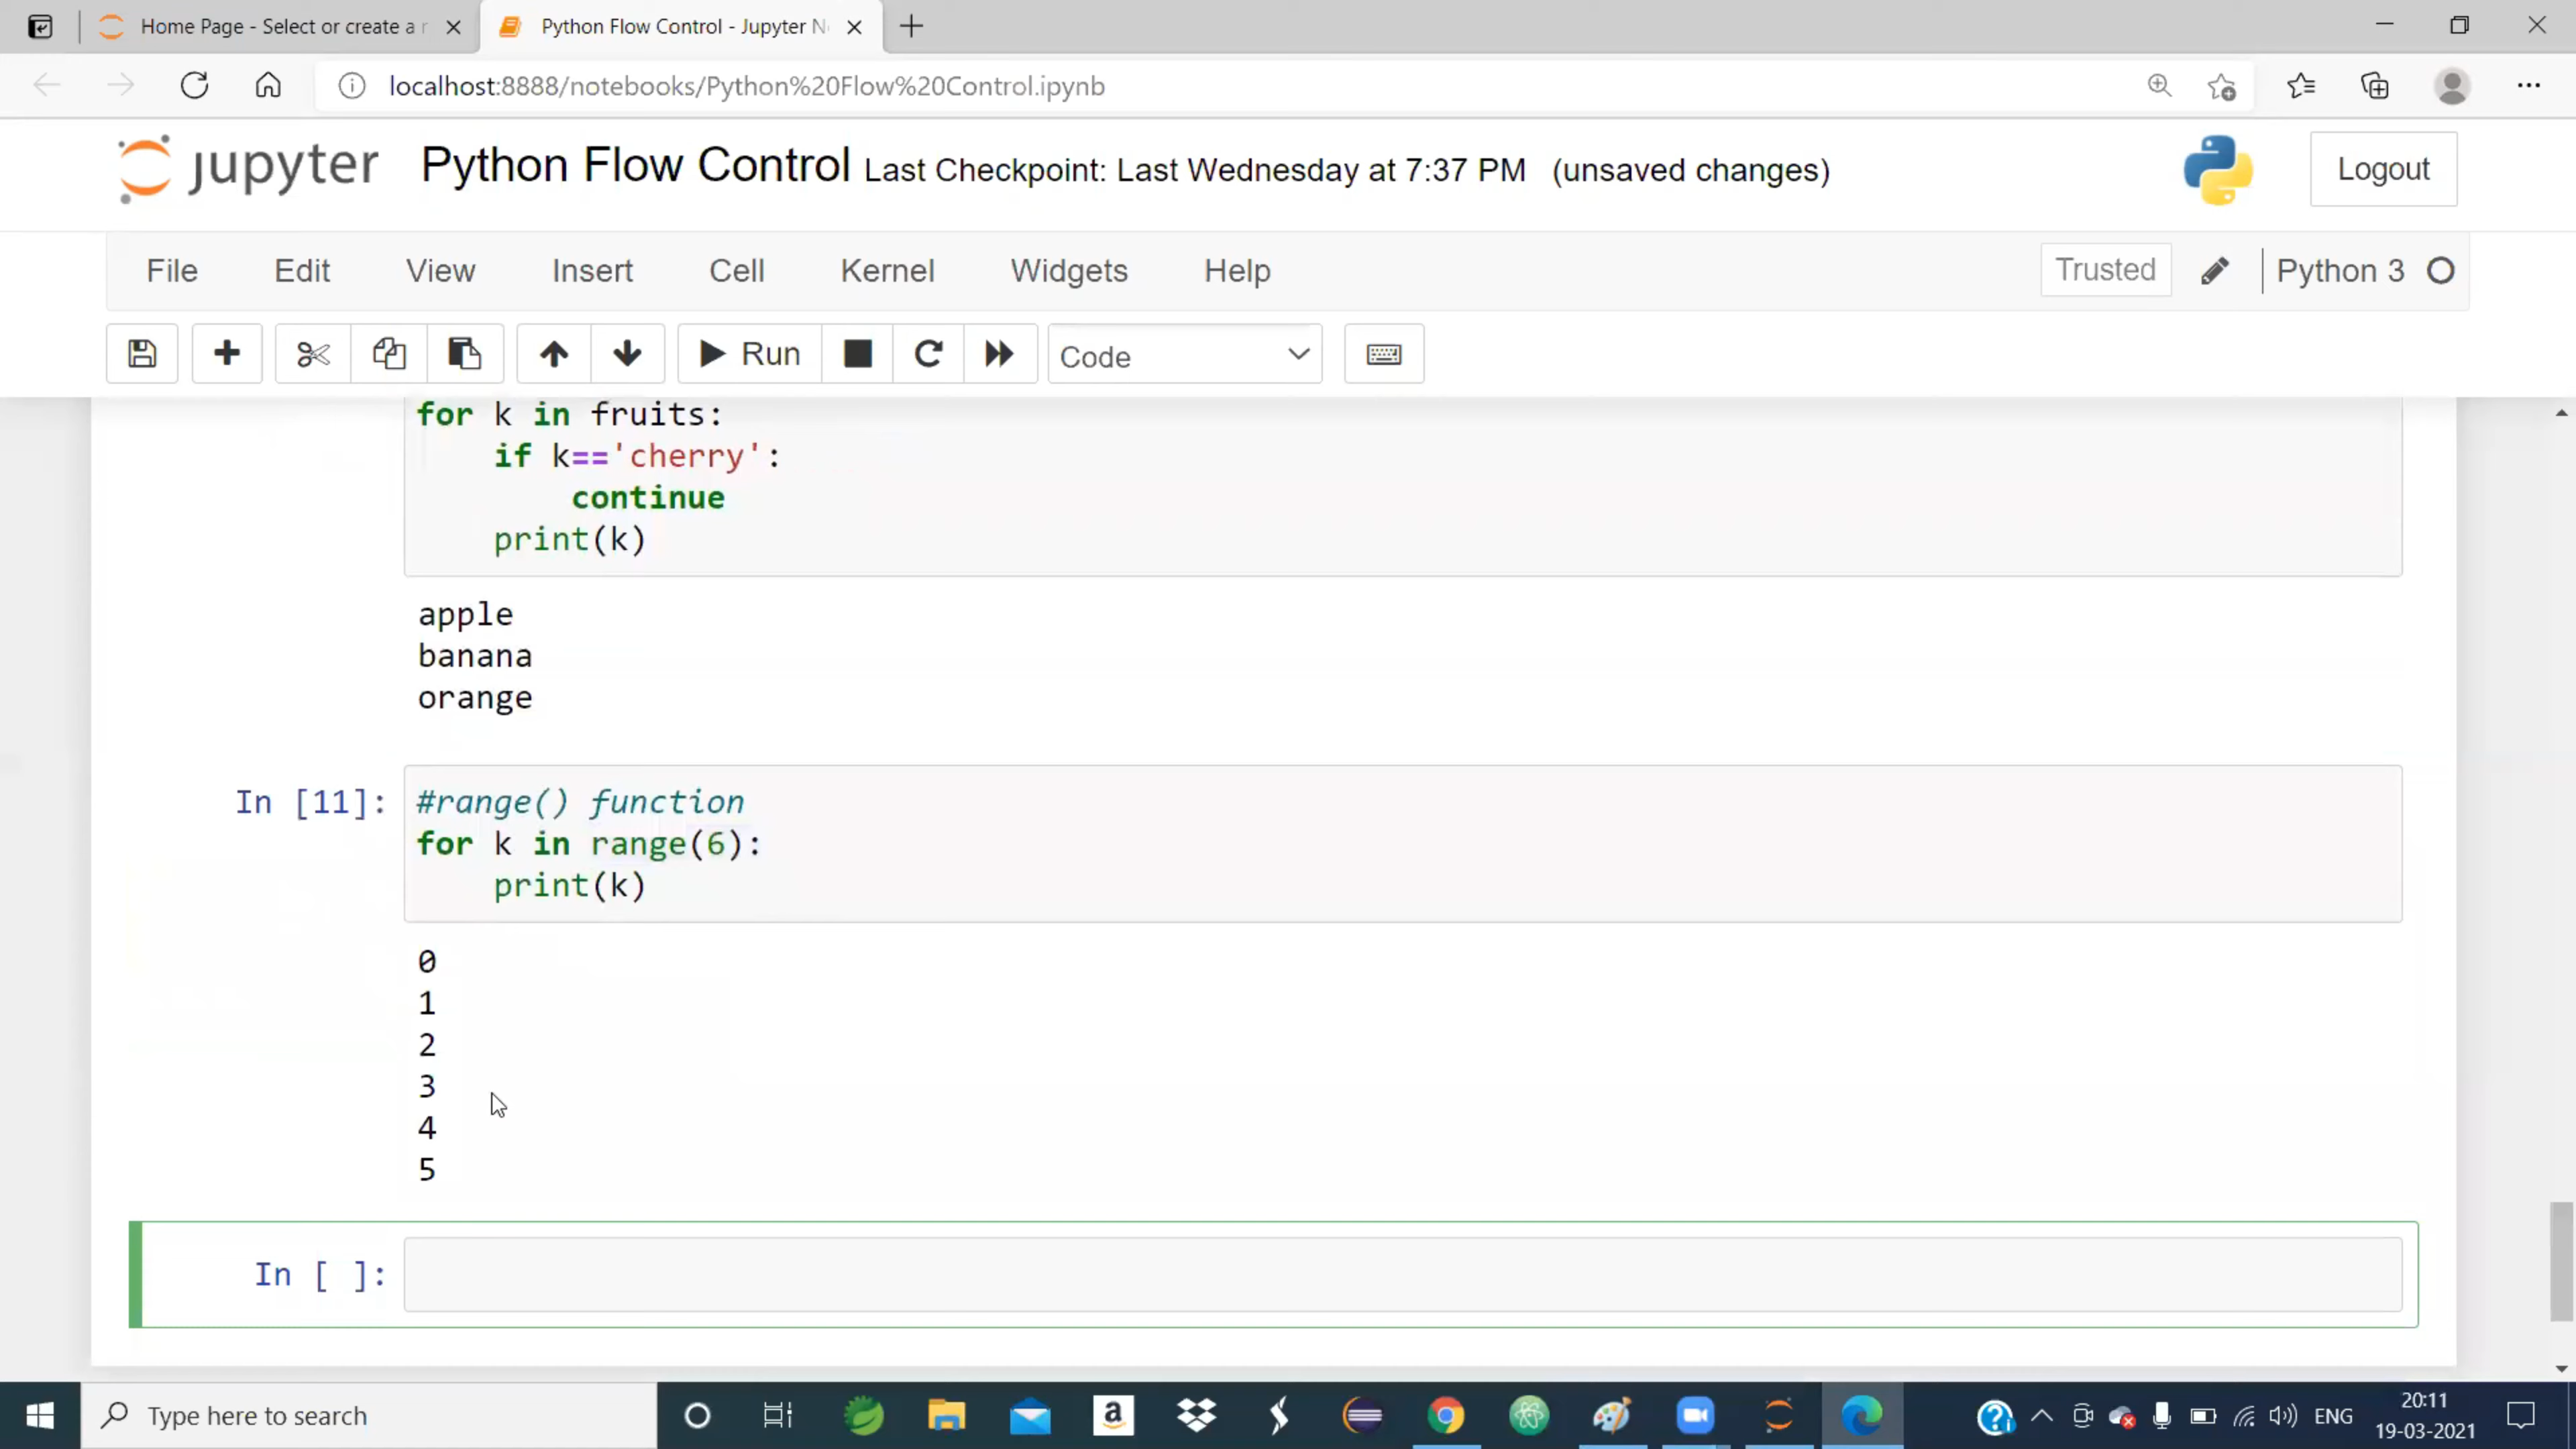 Home Page - Select or create a r
Python Flow Control - Jupyter N
localhost:8888/notebooks/Python%20Flow%20Control.ipynb
jupyter Python Flow Control Last Checkpoint: Last Wednesday at 7:37 PM (unsaved changes)
Logout
File Edit View Insert Cell Kernel Widgets Help Trusted Python 3
Run Code
for k in fruits:
    if k=='cherry':
        continue
    print(k)
apple
banana
orange
In [11]: #range() function
for k in range(6):
    print(k)
0
1
2
3
4
5
In [ ]:
Type here to search
a
ENG
20:11
19-03-2021